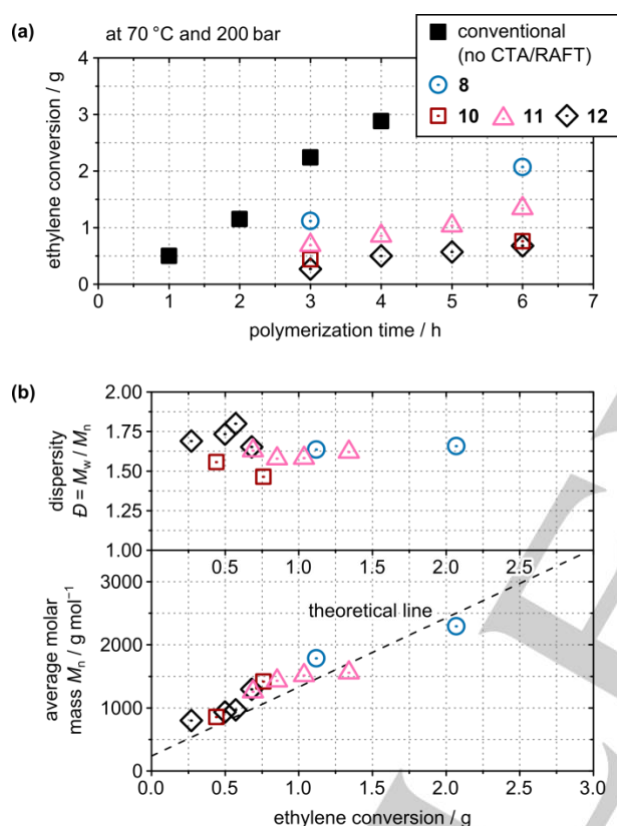 (a)
at 70 °C and 200 bar
conventional
(no CTA/RAFT)
8
10 11 12
ethylene conversion / g
4
3
2
1
0
0 1 2 3 4 5 6 7
polymerization time / h
(b)
dispersity
Đ = Mw / Mn
2.00
1.75
1.50
1.25
1.00
0.5 1.0 1.5 2.0 2.5
theoretical line
average molar
mass Mn / g mol−1
3000
2000
1000
0
0.0 0.5 1.0 1.5 2.0 2.5 3.0
ethylene conversion / g